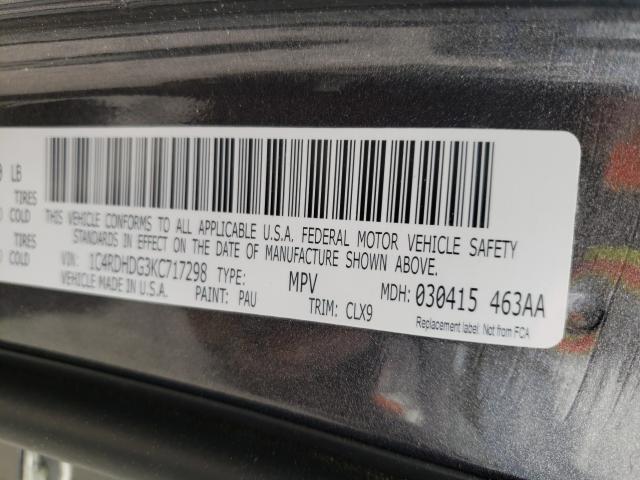 LB
TIRES
COLD
TIRES
COLD
THIS VEHICLE CONFORMS TO ALL APPLICABLE U.S.A. FEDERAL MOTOR VEHICLE SAFETY
STANDARDS IN EFFECT ON THE DATE OF MANUFACTURE SHOWN ABOVE.
VIN: 1C4RDHDG3KC717298 TYPE: MPV MDH: 030415 463AA
MADE IN U.S.A. PAINT: PAU TRIM: CLX9
Replacement label Not from FCA